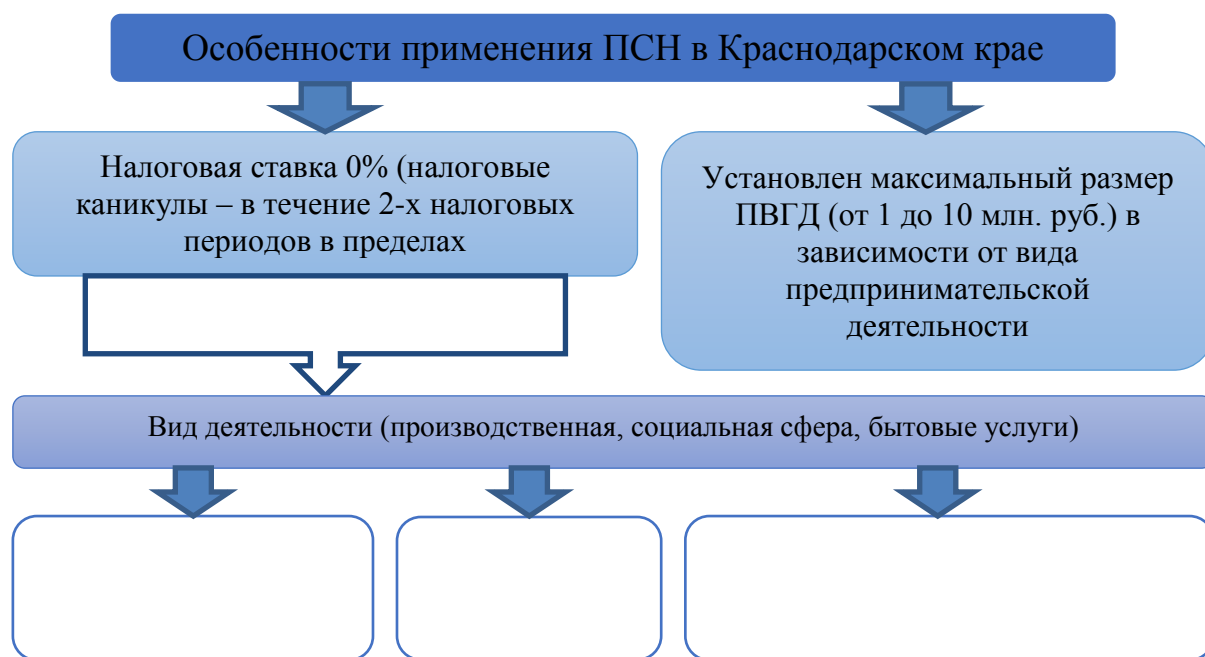 Особенности применения ПСН в Краснодарском крае
Налоговая ставка 0% (налоговые
каникулы – в течение 2-х налоговых
периодов в пределах
Установлен максимальный размер
ПВГД (от 1 до 10 млн. руб.) в
зависимости от вида
предпринимательской
деятельности
Вид деятельности (производственная, социальная сфера, бытовые услуги)